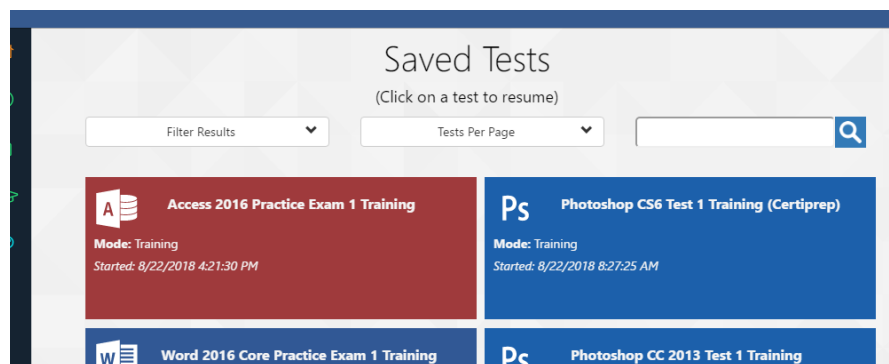 Saved Tests
(Click on a test to resume)
Filter Results
Tests Per Page
A
Access 2016 Practice Exam 1 Training
Mode: Training
Started: 8/22/2018 4:21:30 PM
Ps
Photoshop CS6 Test 1 Training (Certiprep)
Mode: Training
Started: 8/22/2018 8:27:25 AM
W
Word 2016 Core Practice Exam 1 Training
Ps
Photoshop CC 2013 Test 1 Training